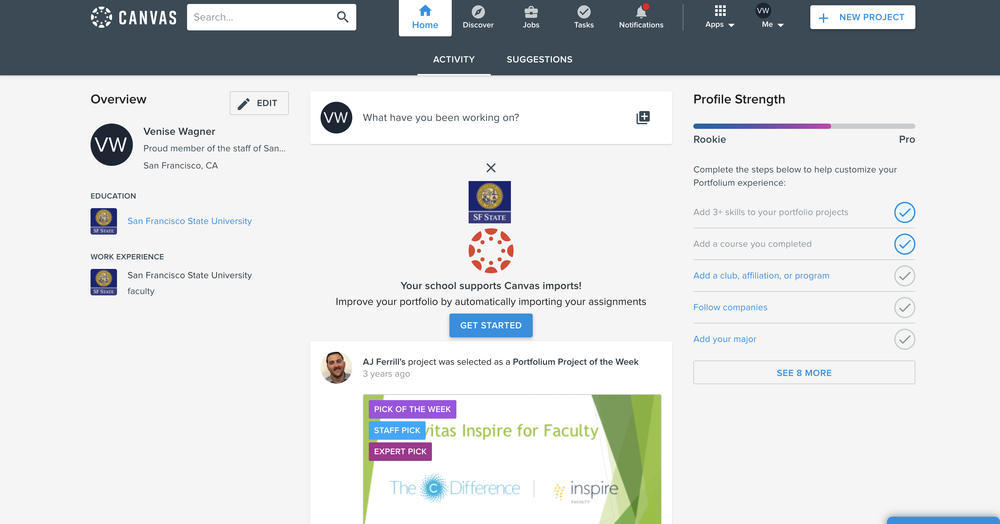 CANVAS
Search...
Home
Discover
Jobs
Tasks
Notifications
Apps
VW
Me
NEW PROJECT
ACTIVITY
SUGGESTIONS
Overview
EDIT
VW
Venise Wagner
Proud member of the staff of San...
San Francisco, CA
EDUCATION
SF STATE
San Francisco State University
WORK EXPERIENCE
SF STATE
San Francisco State University
faculty
VW
What have you been working on?
SF STATE
Your school supports Canvas imports!
Improve your portfolio by automatically importing your assignments
GET STARTED
AJ Ferrill's project was selected as a Portfolium Project of the Week
3 years ago
PICK OF THE WEEK
STAFF PICK
vitas Inspire for Faculty
EXPERT PICK
The C Difference
inspire
FACULTY
Profile Strength
Rookie
Pro
Complete the steps below to help customize your
Portfolium experience:
Add 3+ skills to your portfolio projects
Add a course you completed
Add a club, affiliation, or program
Follow companies
Add your major
SEE 8 MORE